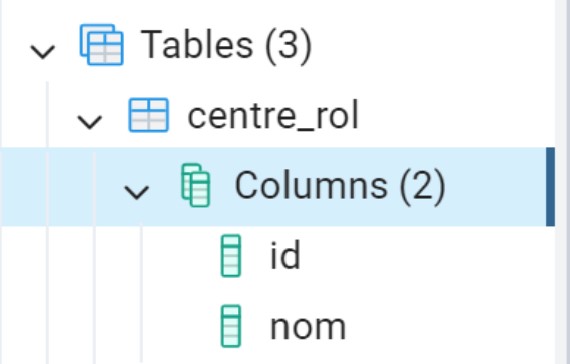 Tables (3)
centre_rol
Columns (2)
id
nom